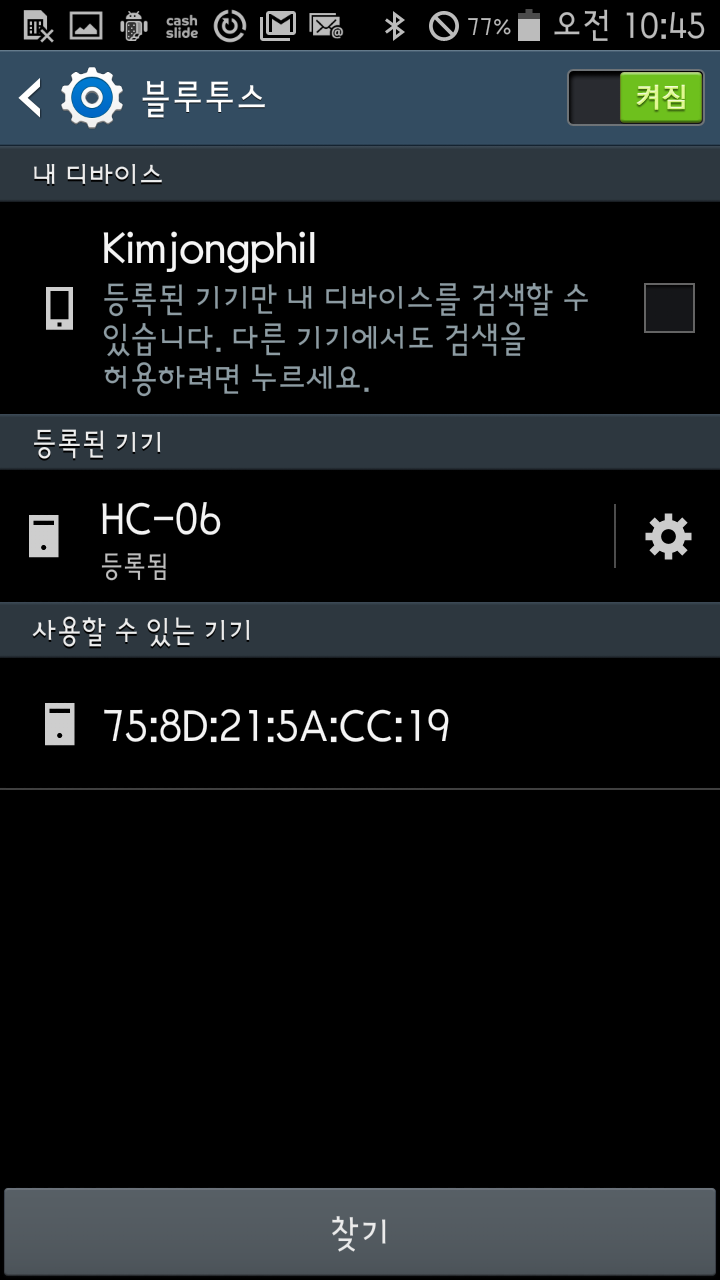 cash slide 77% 오전 10:45
블루투스 켜짐
내 디바이스
Kimjongphil
등록된 기기만 내 디바이스를 검색할 수
있습니다. 다른 기기에서도 검색을
허용하려면 누르세요.
등록된 기기
HC-06
등록됨
사용할 수 있는 기기
75:8D:21:5A:CC:19
찾기